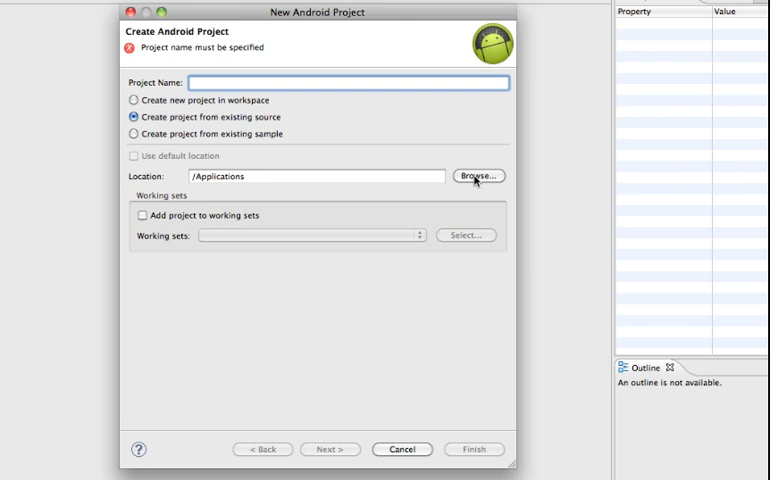 New Android Project
Property Value
Create Android Project
Project name must be specified
Project Name:
Create new project in workspace
Create project from existing source
Create project from existing sample
Use default location
Location: /Applications Browse...
Working sets
Add project to working sets
Working sets: Select...
Outline
An outline is not available.
? < Back Next > Cancel Finish